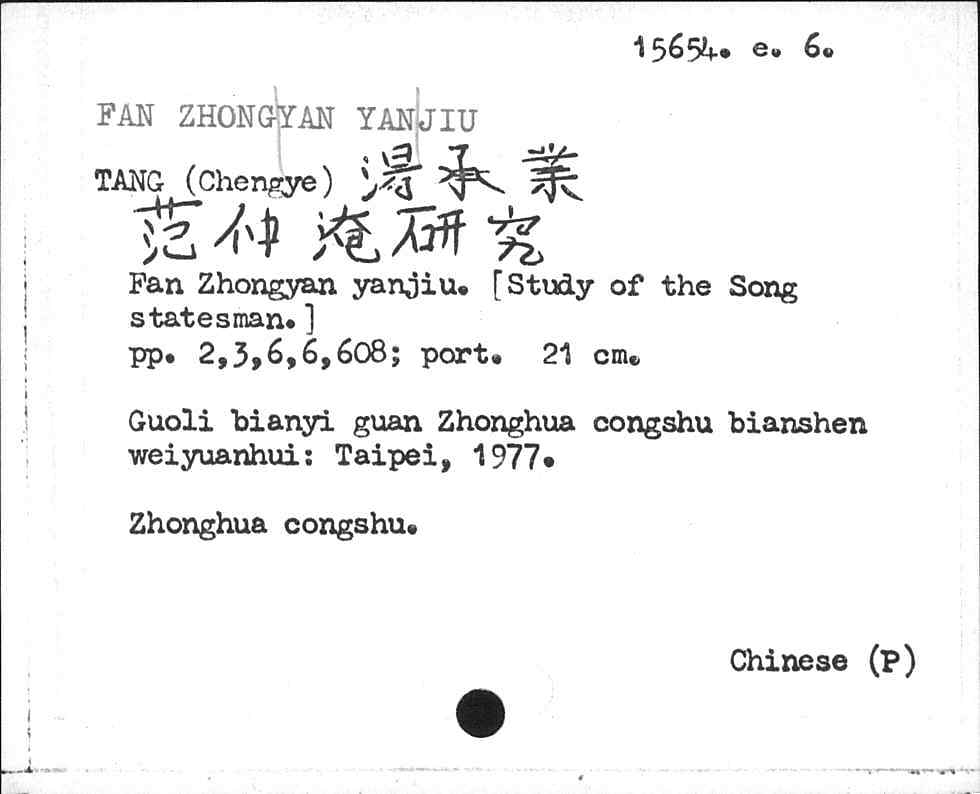 15654. e. 6.
FAN ZHONGYAN YANJIU
TANG (Chengye) 湯承業
范仲淹研究
Fan Zhongyan yanjiu. [Study of the Song
statesman.]
pp. 2,3,6,6,608; port. 21 cm.
Guoli bianyi guan Zhonghua congshu bianshen
weiyuanhui: Taipei, 1977.
Zhonghua congshu.
Chinese (P)